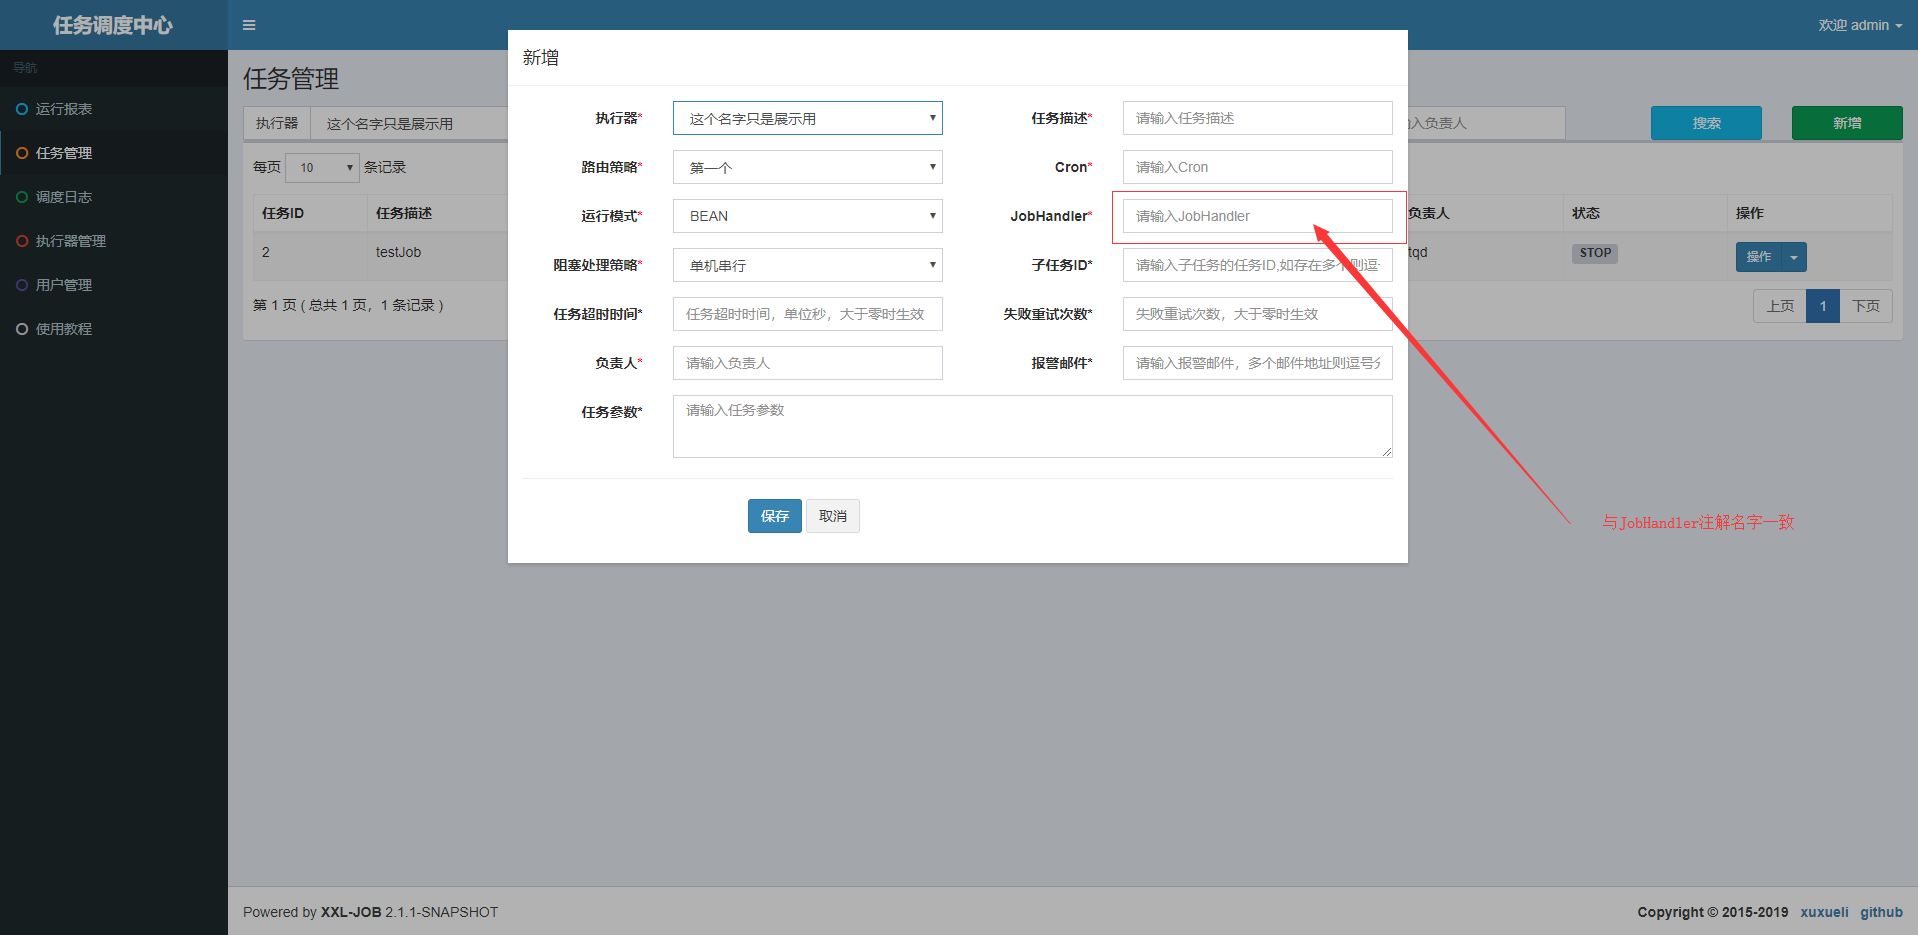 任务调度中心
欢迎 admin
导航
运行报表
任务管理
调度日志
执行器管理
用户管理
使用教程
任务管理
执行器 这个名字只是展示用
入负责人 搜索 新增
每页 10 条记录
任务ID 任务描述 负责人 状态 操作
2 testJob tqd STOP 操作
第 1 页 ( 总共 1 页，1 条记录 )
上页 1 下页
新增
执行器* 这个名字只是展示用 任务描述* 请输入任务描述
路由策略* 第一个 Cron* 请输入Cron
运行模式* BEAN JobHandler* 请输入JobHandler
阻塞处理策略* 单机串行 子任务ID* 请输入子任务的任务ID,如存在多个则逗
任务超时时间* 任务超时时间，单位秒，大于零时生效 失败重试次数* 失败重试次数，大于零时生效
负责人* 请输入负责人 报警邮件* 请输入报警邮件，多个邮件地址则逗号分
任务参数* 请输入任务参数
保存 取消
与JobHandler注解名字一致
Powered by XXL-JOB 2.1.1-SNAPSHOT
Copyright © 2015-2019 xuxueli github